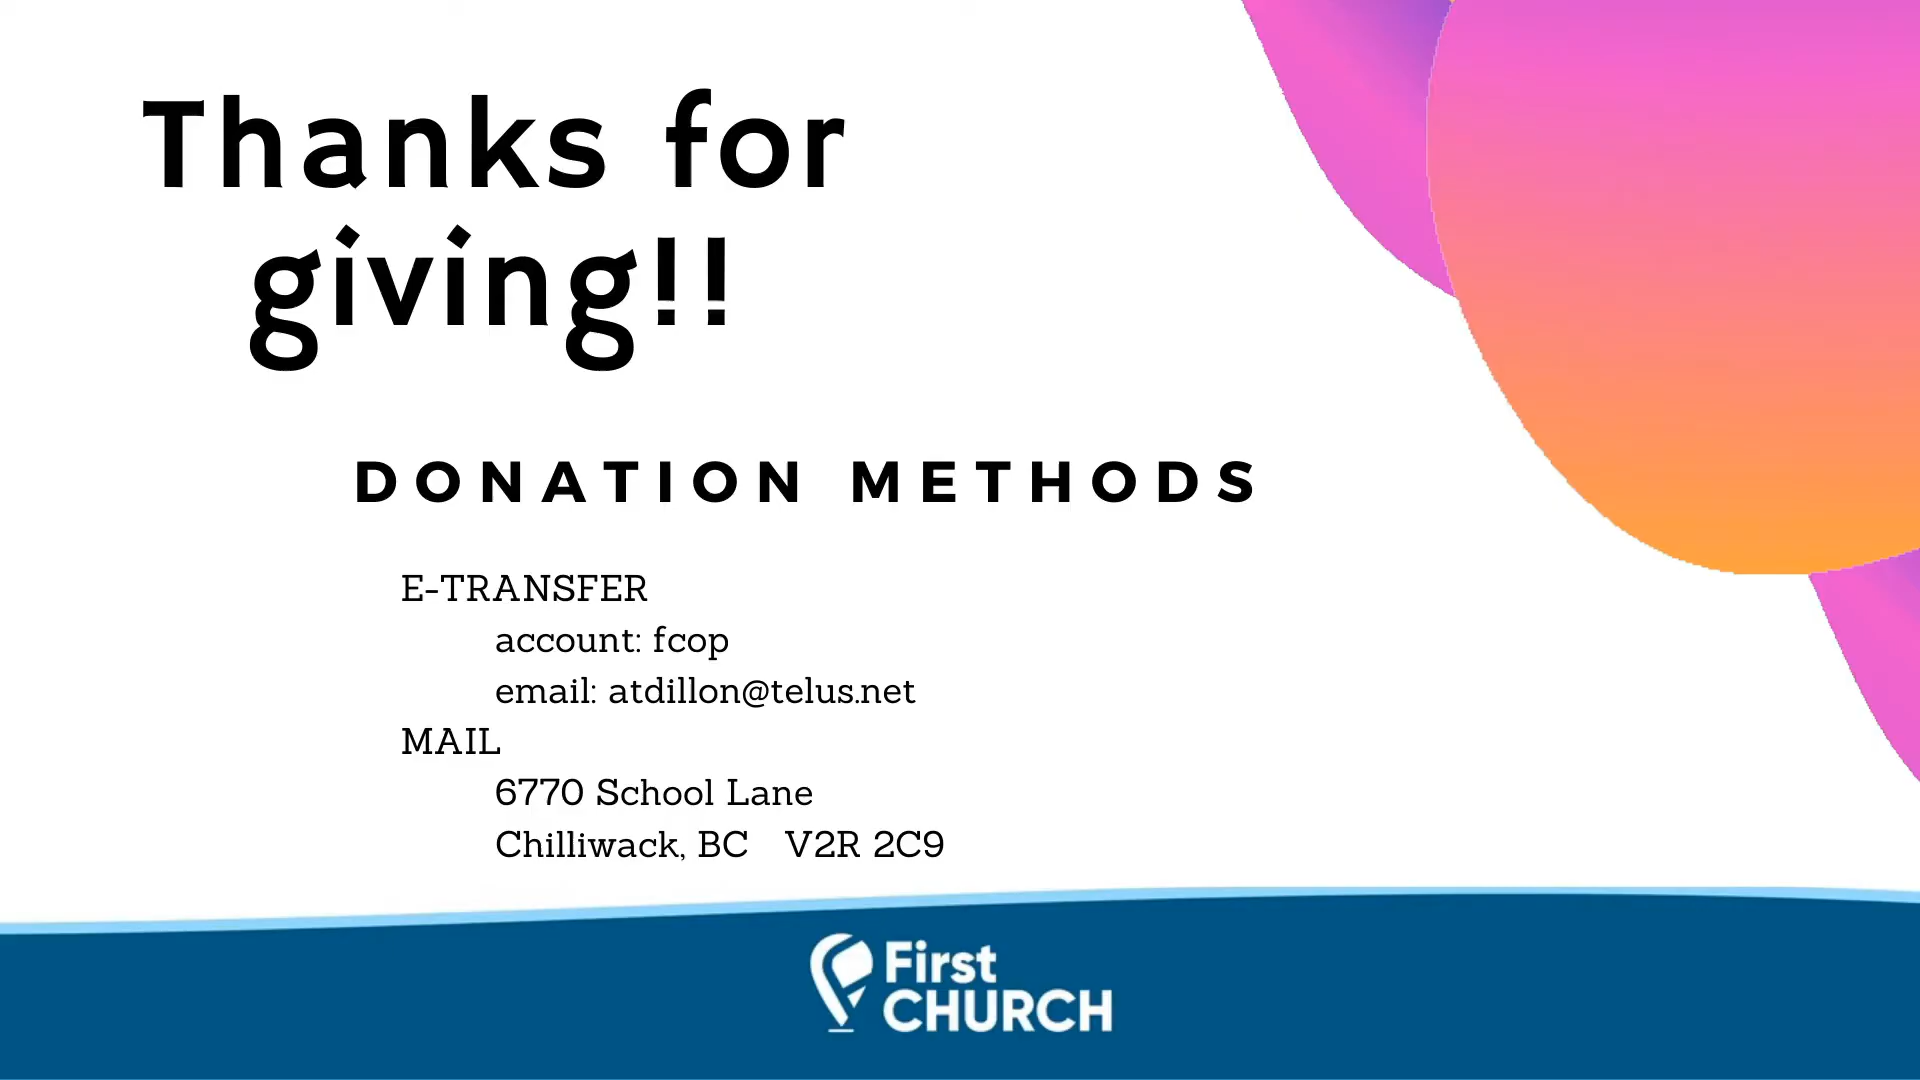 Thanks for
giving!!
DONATION METHODS
E-TRANSFER
account: fcop
email: atdillon@telus.net
MAIL
6770 School Lane
Chilliwack, BC V2R 2C9
First
CHURCH